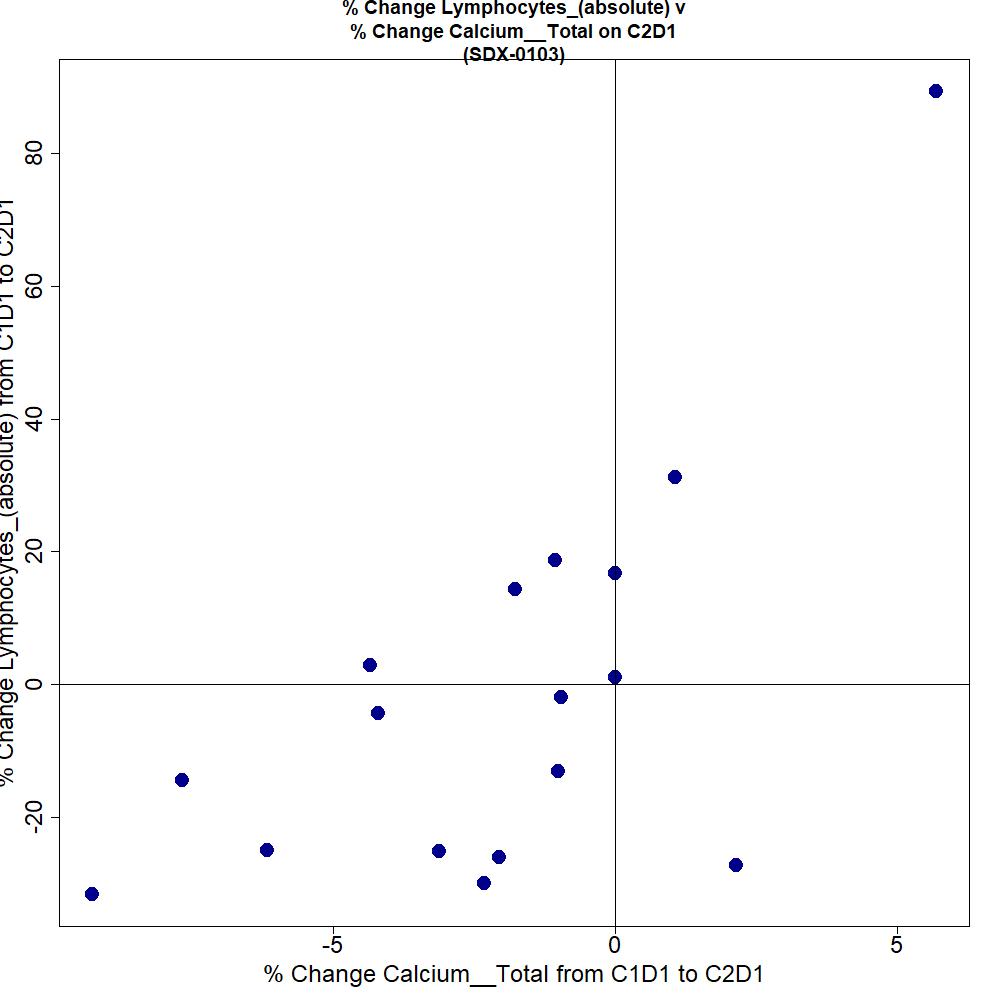 % Change Lymphocytes_(absolute) v
% Change Calcium__Total on C2D1
(SDX-0103)
% Change Lymphocytes_(absolute) from C1D1 to C2D1
80
60
40
20
0
-20
-5
0
5
% Change Calcium__Total from C1D1 to C2D1